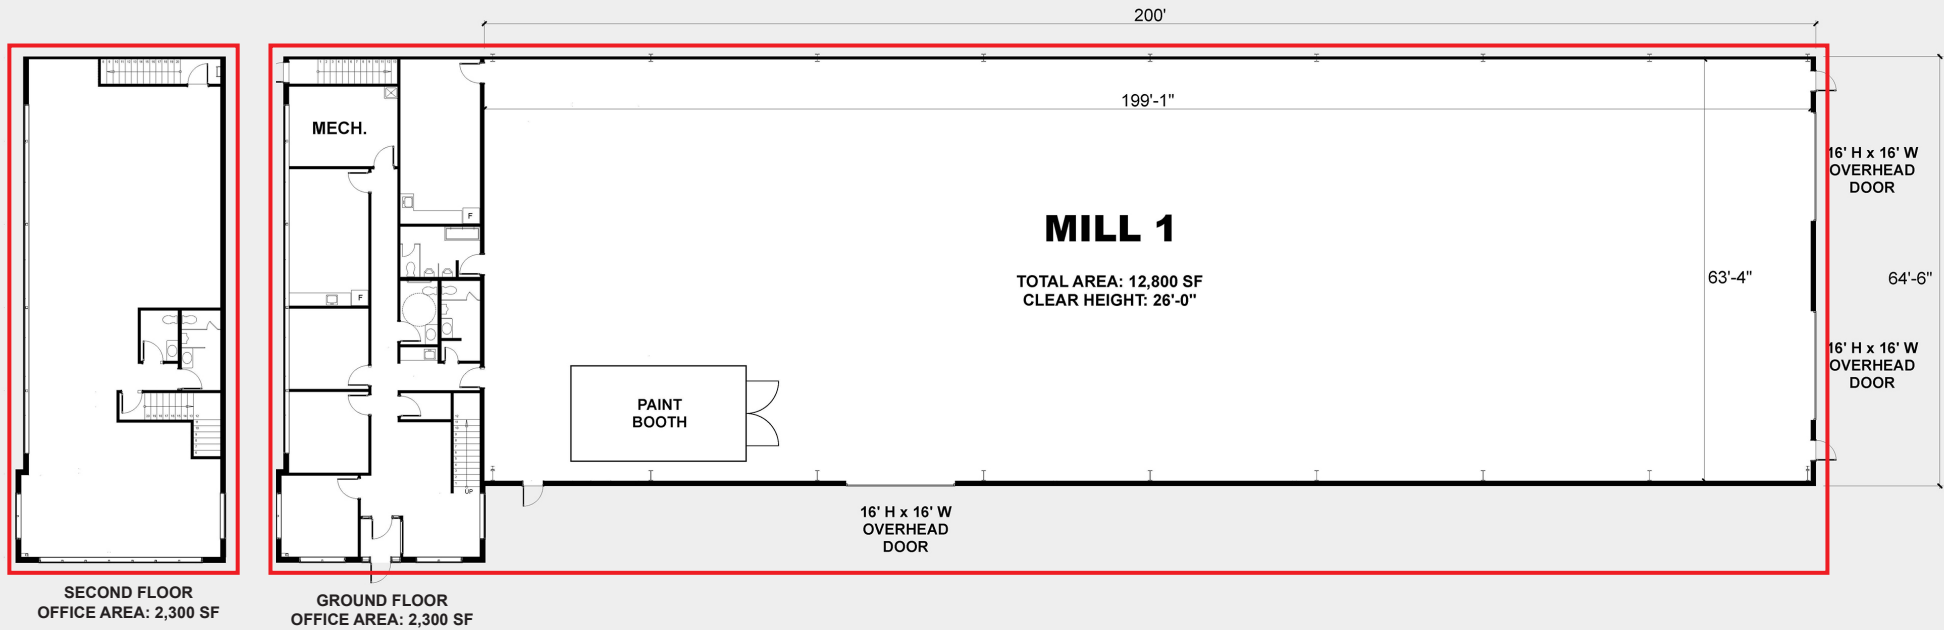 200'
199'-1"
MECH.
16' H x 16' W
OVERHEAD
DOOR
F
MILL 1
TOTAL AREA: 12,800 SF
CLEAR HEIGHT: 26'-0"
63'-4"
64'-6"
F
16' H x 16' W
OVERHEAD
DOOR
PAINT
BOOTH
UP
16' H x 16' W
OVERHEAD
DOOR
SECOND FLOOR
OFFICE AREA: 2,300 SF
GROUND FLOOR
OFFICE AREA: 2,300 SF